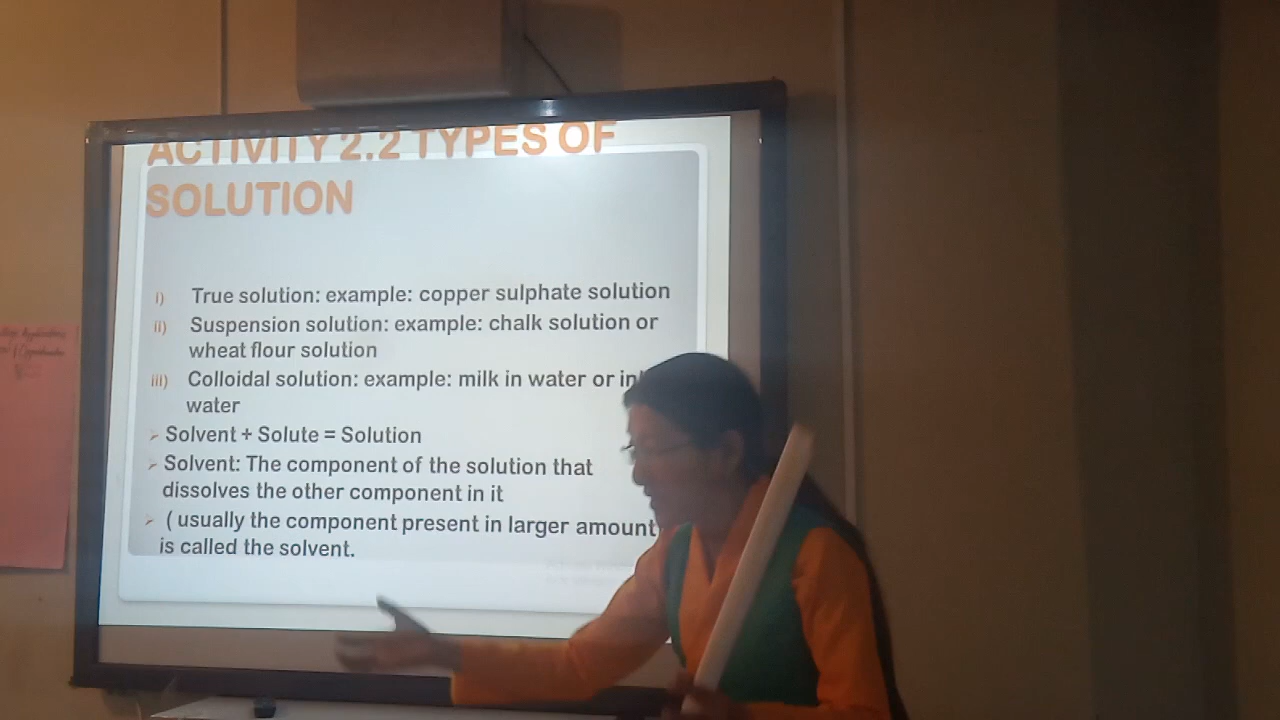 ACTIVITY 2.2 TYPES OF
SOLUTION
i) True solution: example: copper sulphate solution
ii) Suspension solution: example: chalk solution or
wheat flour solution
iii) Colloidal solution: example: milk in water or
water
Solvent + Solute = Solution
Solvent: The component of the solution that
dissolves the other component in it
( usually the component present in larger amount
is called the solvent.